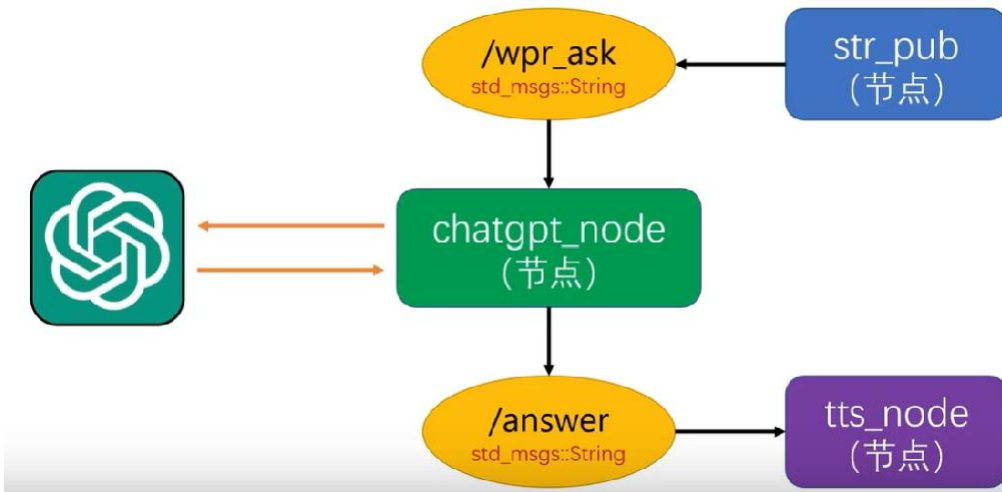 /wpr_ask
std_msgs::String
str_pub
（节点）
chatgpt_node
（节点）
/answer
std_msgs::String
tts_node
（节点）